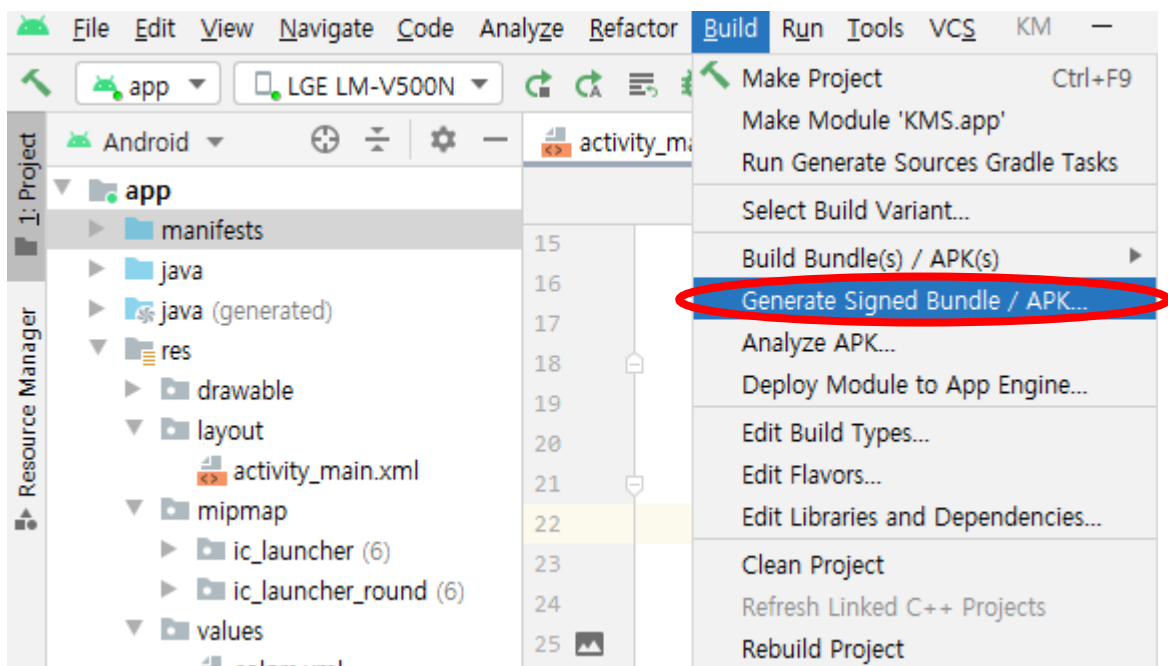 File Edit View Navigate Code Analyze Refactor Build Run Tools VCS KM
app LGE LM-V500N
Android
activity_ma
1: Project
Resource Manager
app
manifests
java
java (generated)
res
drawable
layout
activity_main.xml
mipmap
ic_launcher (6)
ic_launcher_round (6)
values
15
16
17
18
19
20
21
22
23
24
25
Make Project Ctrl+F9
Make Module 'KMS.app'
Run Generate Sources Gradle Tasks
Select Build Variant...
Build Bundle(s) / APK(s)
Generate Signed Bundle / APK...
Analyze APK...
Deploy Module to App Engine...
Edit Build Types...
Edit Flavors...
Edit Libraries and Dependencies...
Clean Project
Refresh Linked C++ Projects
Rebuild Project